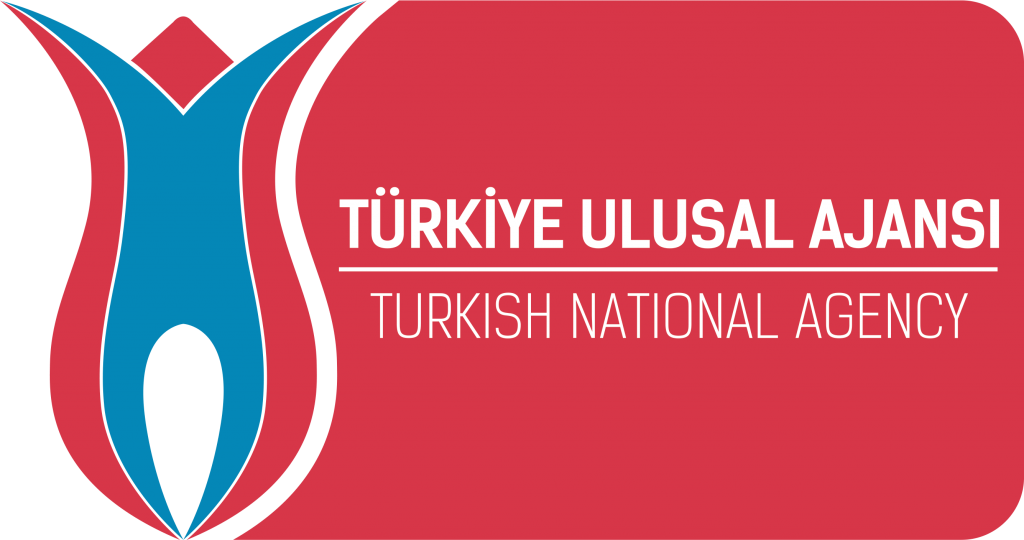 TÜRKİYE ULUSAL AJANSI
TURKISH NATIONAL AGENCY